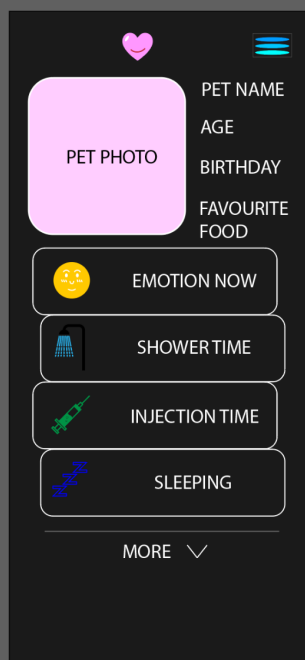 PET NAME
PET PHOTO
AGE
BIRTHDAY
FAVOURITE
FOOD
EMOTION NOW
SHOWER TIME
INJECTION TIME
SLEEPING
MORE